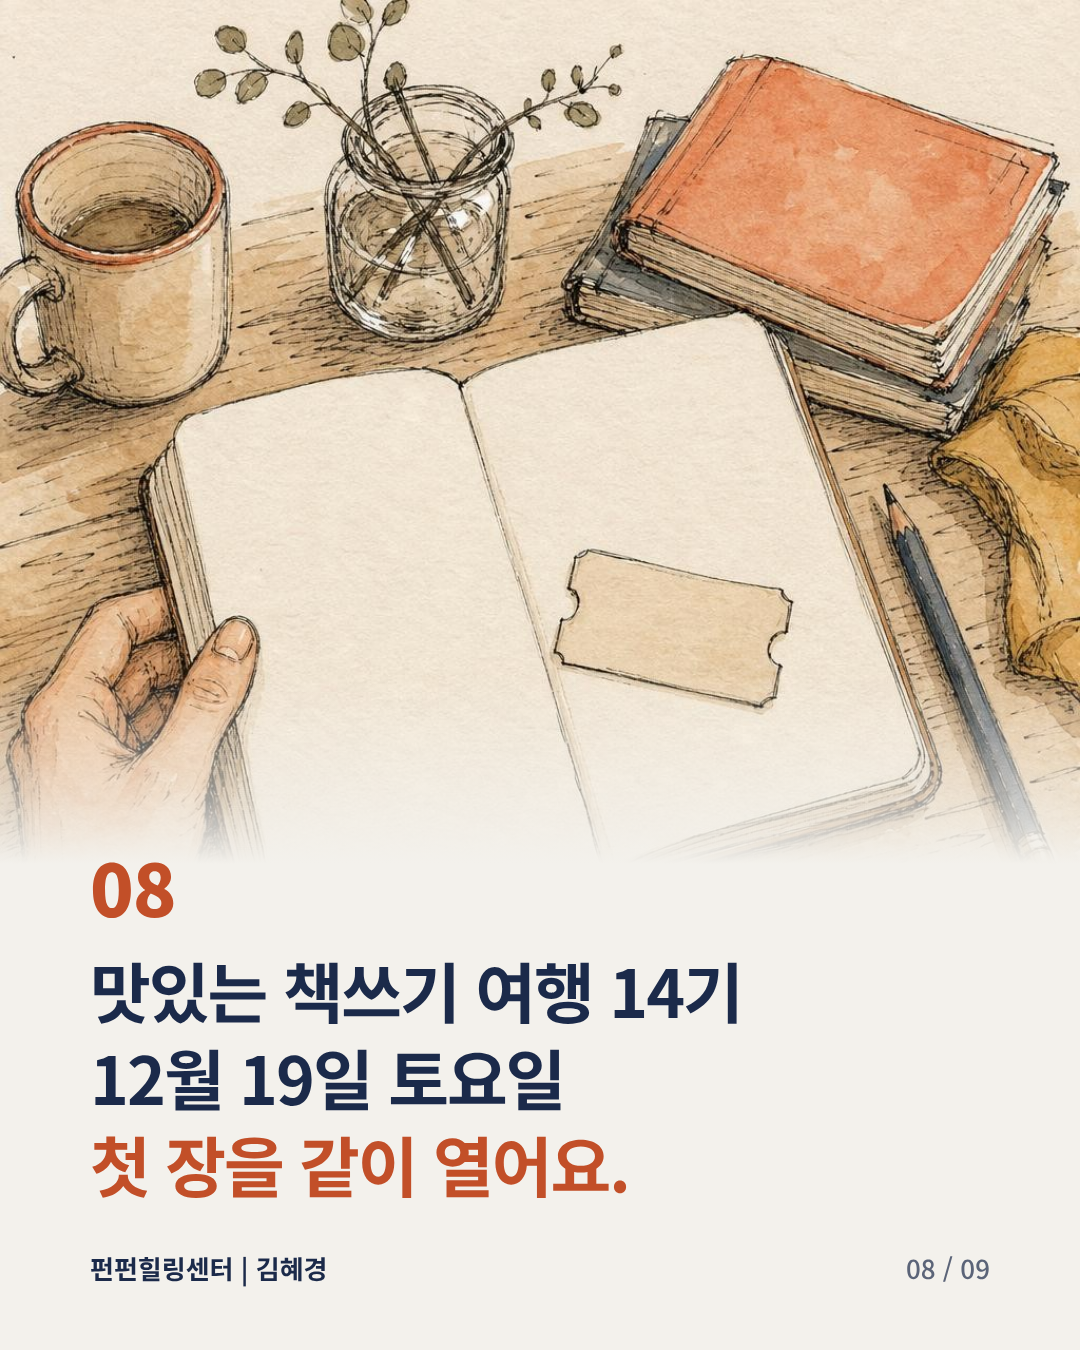 08
맛있는 책쓰기 여행 14기
12월 19일 토요일
첫 장을 같이 열어요.
펀펀힐링센터 | 김혜경
08 / 09